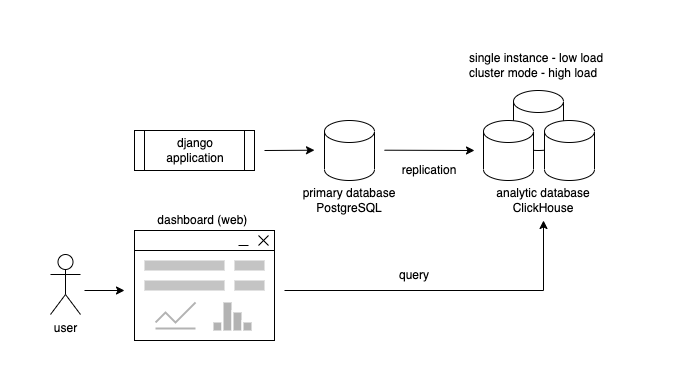 single instance - low load
cluster mode - high load
django
application
replication
primary database
PostgreSQL
analytic database
ClickHouse
dashboard (web)
query
user